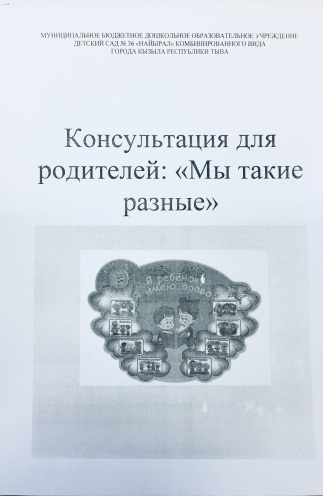 МУНИЦИПАЛЬНОЕ БЮДЖЕТНОЕ ДОШКОЛЬНОЕ ОБРАЗОВАТЕЛЬНОЕ УЧРЕЖДЕНИЕ
ДЕТСКИЙ САД № 36 «НАЙЫРАЛ» КОМБИНИРОВАННОГО ВИДА
ГОРОДА КЫЗЫЛА РЕСПУБЛИКИ ТЫВА
Консультация для
родителей: «Мы такие
разные»
Я ребёнок
имею право